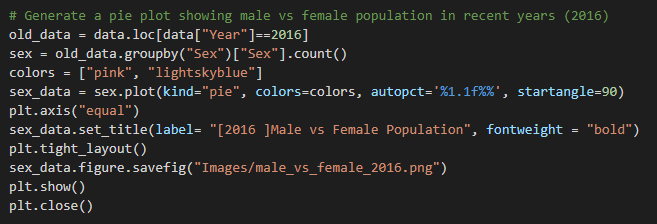 # Generate a pie plot showing male vs female population in recent years (2016)
old_data = data.loc[data["Year"]==2016]
sex = old_data.groupby("Sex")["Sex"].count()
colors = ["pink", "lightskyblue"]
sex_data = sex.plot(kind="pie", colors=colors, autopct='%1.1f%%', startangle=90)
plt.axis("equal")
sex_data.set_title(label= "[2016 ]Male vs Female Population", fontweight = "bold")
plt.tight_layout()
sex_data.figure.savefig("Images/male_vs_female_2016.png")
plt.show()
plt.close()